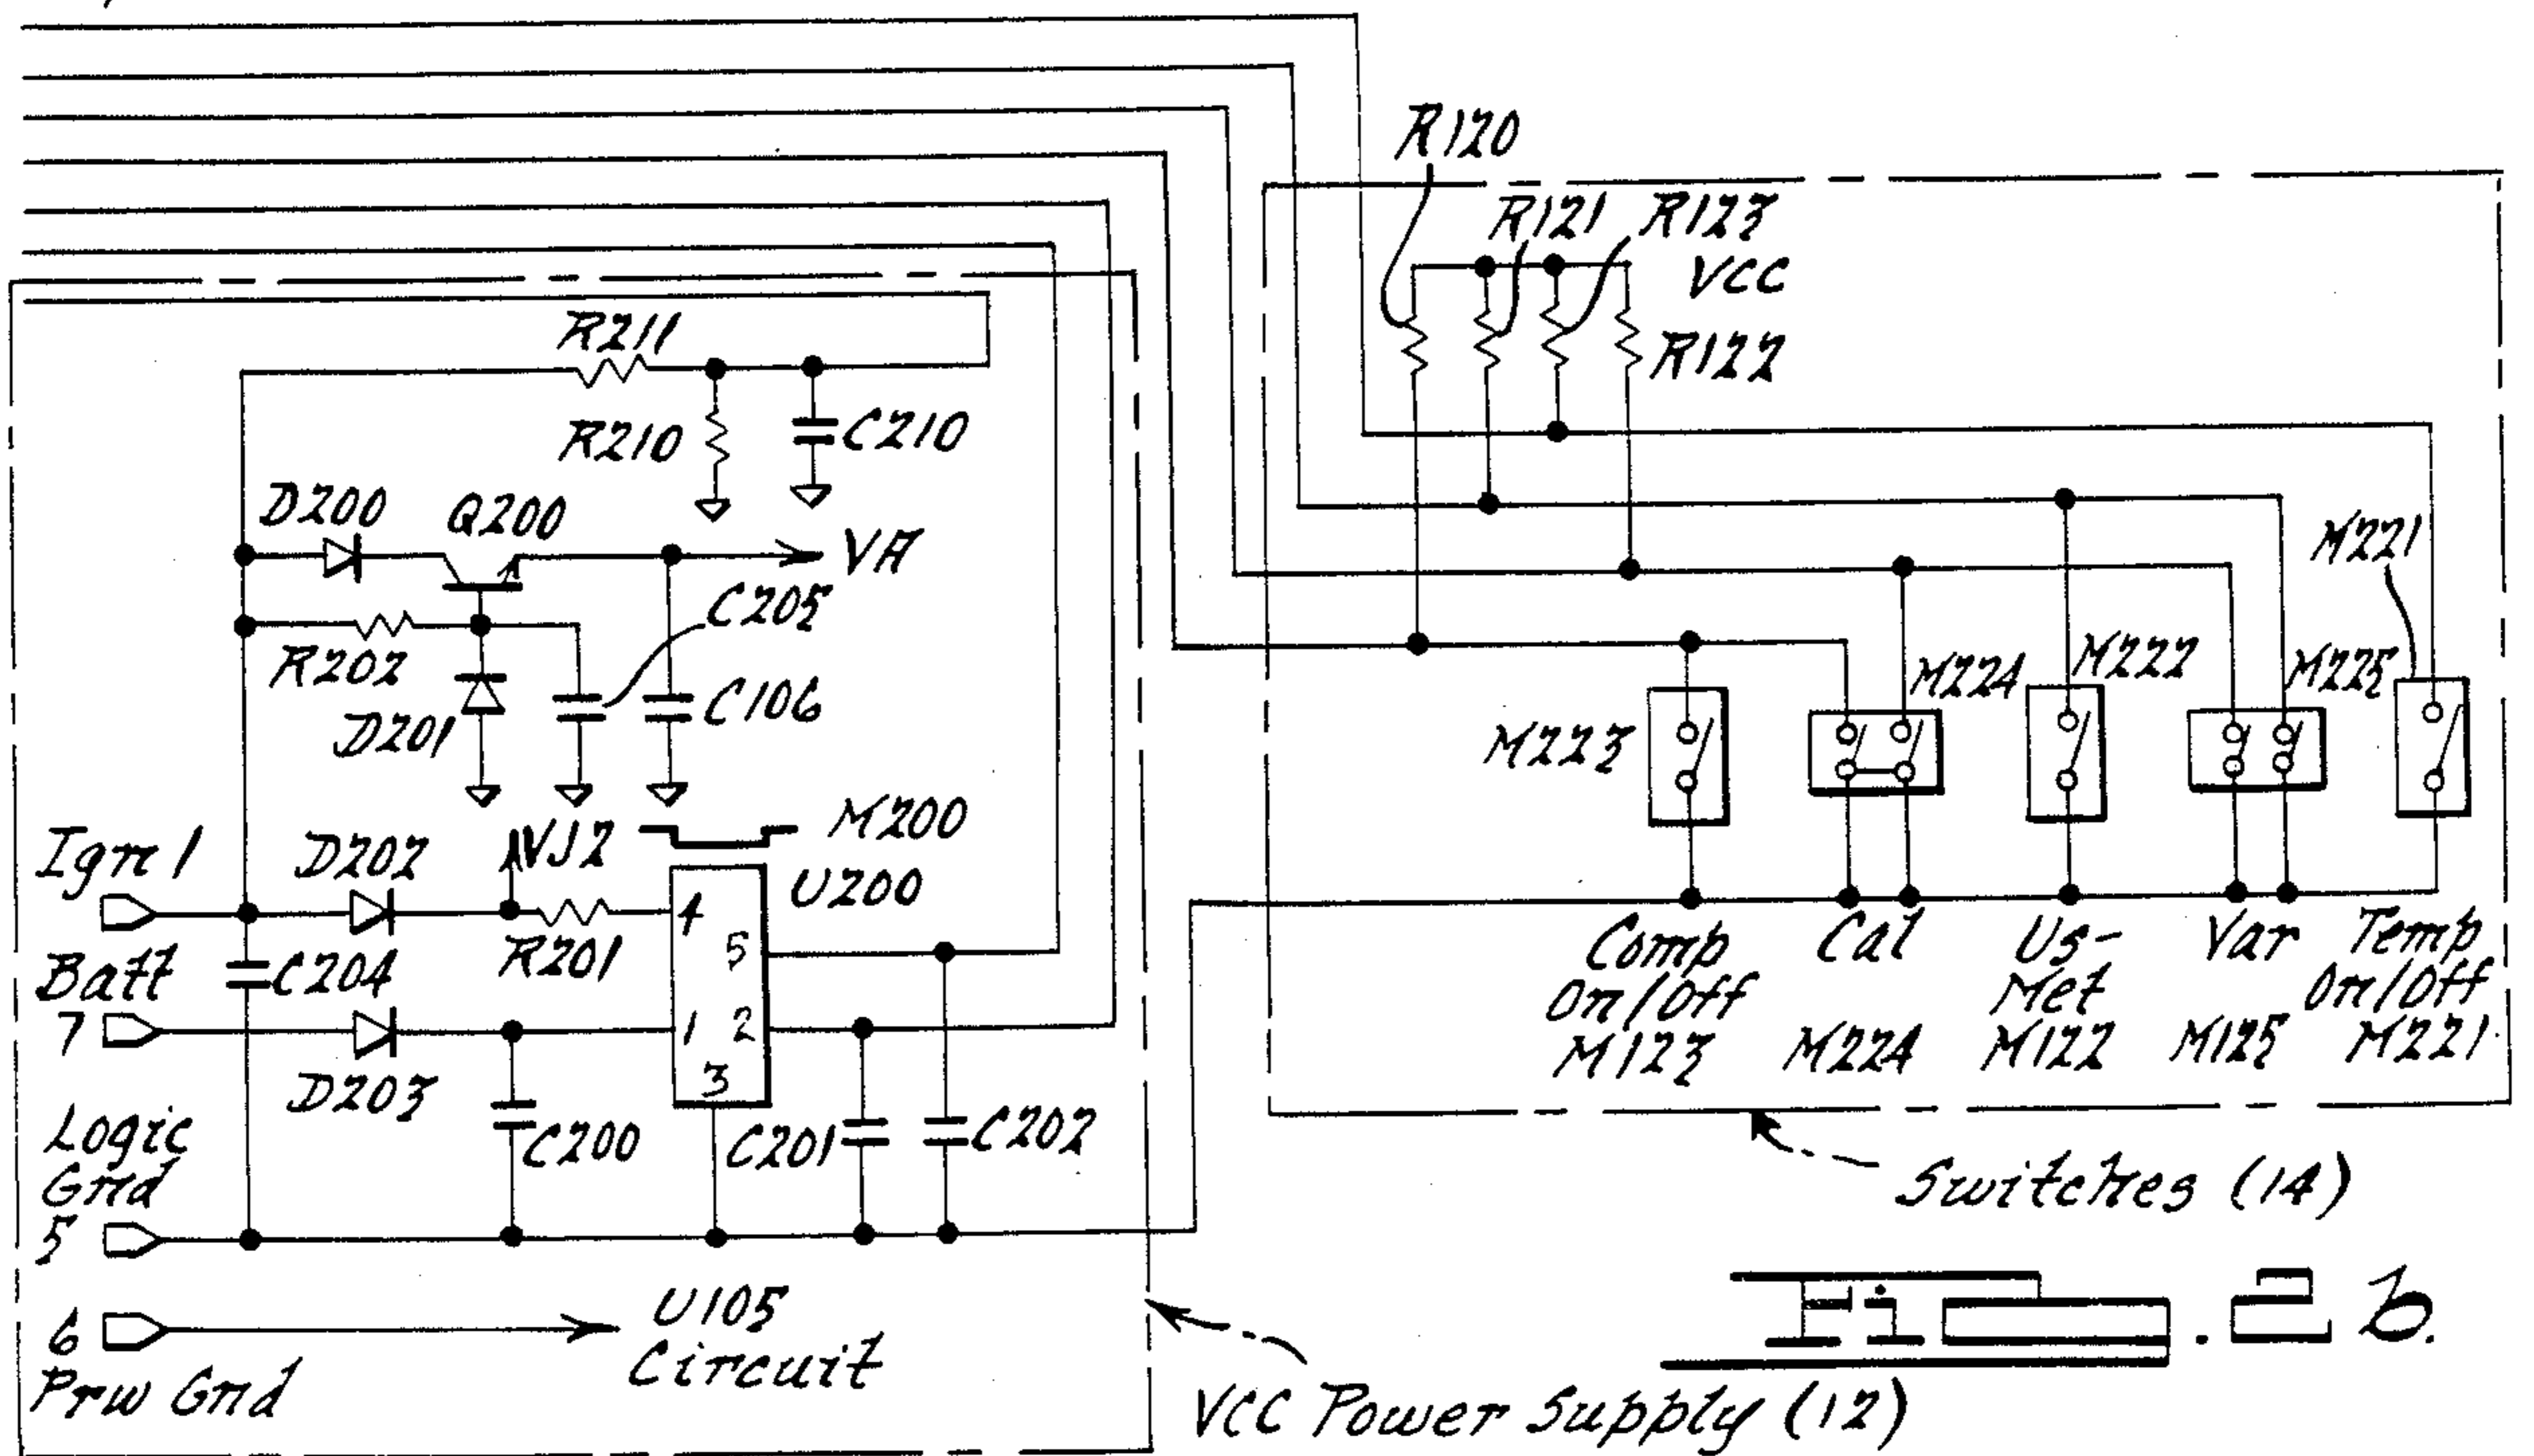 R120
R121 R123
VCC
R122
R211
R210
C210
D200
Q200
VA
C205
R202
D201
C106
M200
VJ2
Ign 1
D202
U200
4
5
R201
Batt
C204
7
1 2
D203
3
Logic
Gnd
C200
C201
C202
5
6
U105
Circuit
Prw Gnd
VCC Power Supply (12)
M221
M222
M224
M225
M223
Comp
On/Off
M123
Cal
M224
Us-
Met
M122
Var
M125
Temp
On/Off
M221
Switches (14)
Fig. 2b.